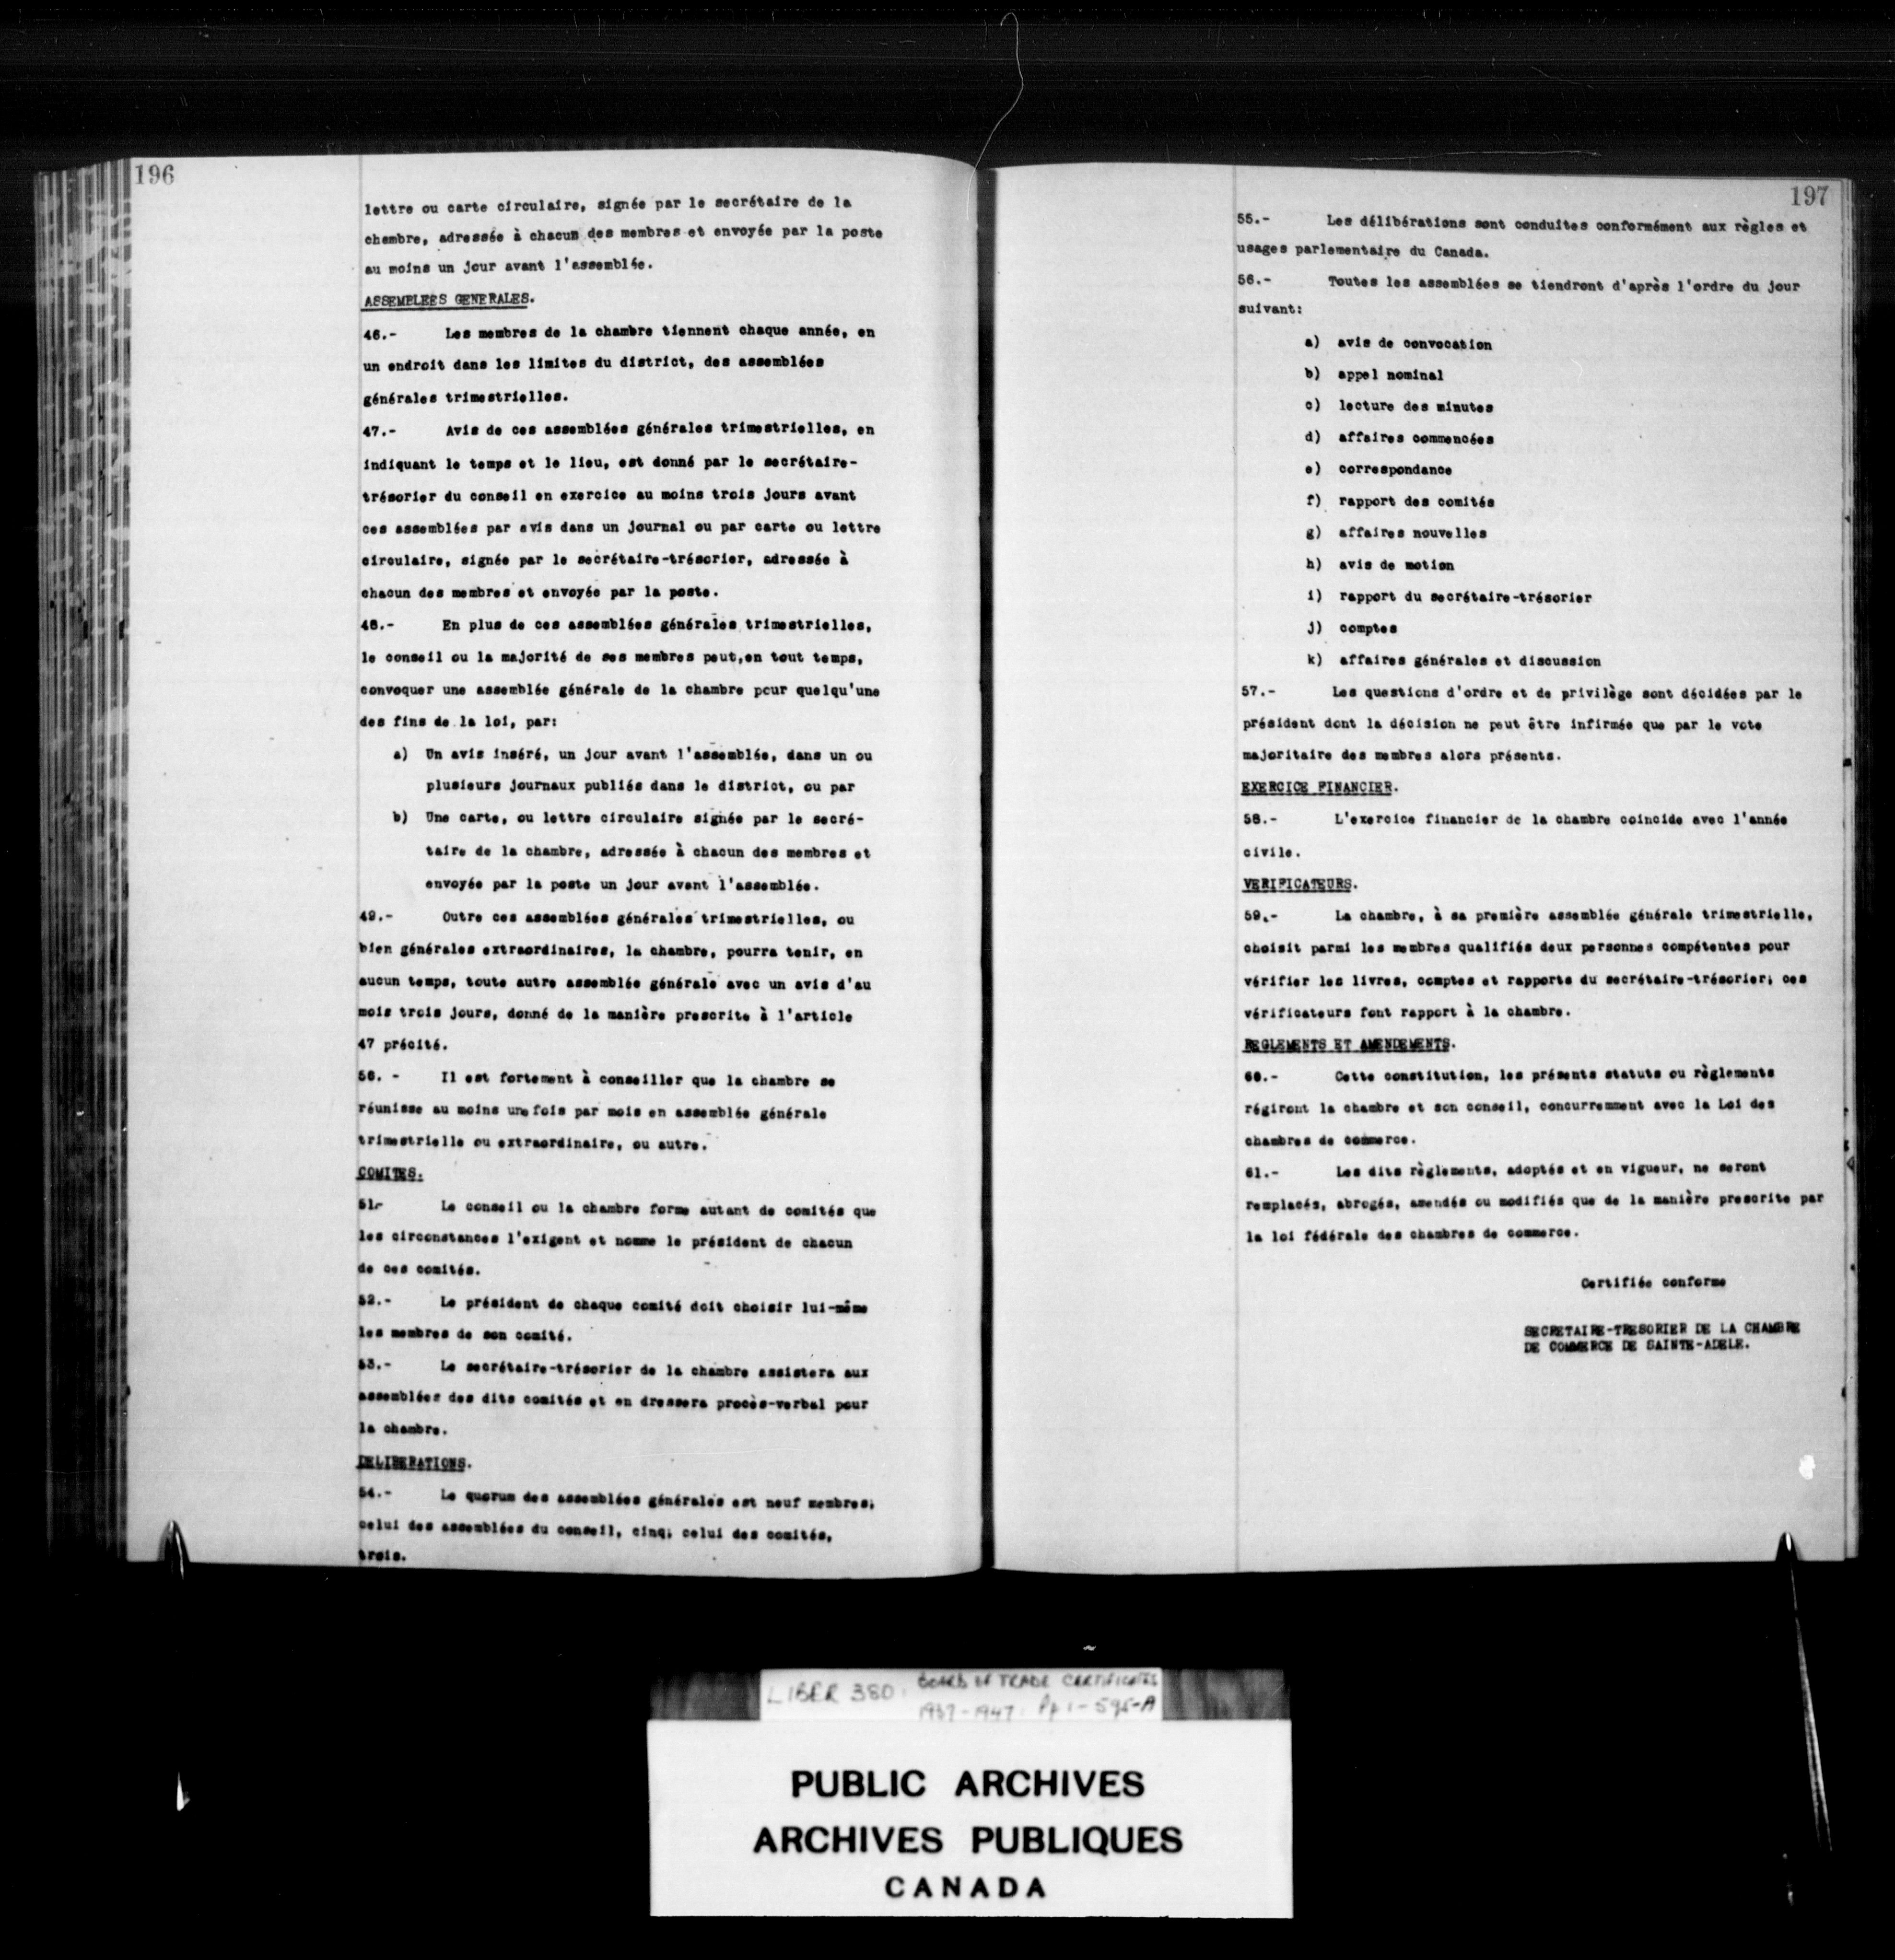 196
lettre ou carte circulaire, signée par le secrétaire de la
chambre, adressée à chacun des membres et envoyée par la poste
au moins un jour avant l'assemblée.
ASSEMBLEES GENERALES.
46.- Les membres de la chambre tiennent chaque année, en
un endroit dans les limites du district, des assemblées
générales trimestrielles.
47.- Avis de ces assemblées générales trimestrielles, en
indiquant le temps et le lieu, est donné par le secrétaire-
trésorier du conseil en exercice au moins trois jours avant
ces assemblées par avis dans un journal ou par carte ou lettre
circulaire, signée par le secrétaire-trésorier, adressée à
chacun des membres et envoyée par la poste.
48.- En plus de ces assemblées générales trimestrielles,
le conseil ou la majorité de ses membres peut,en tout temps,
convoquer une assemblée générale de la chambre pour quelqu'une
des fins de la loi, par:
a) Un avis inséré, un jour avant l'assemblée, dans un ou
plusieurs journaux publiés dans le district, ou par
b) Une carte, ou lettre circulaire signée par le secré-
taire de la chambre, adressée à chacun des membres et
envoyée par la poste un jour avant l'assemblée.
49.- Outre ces assemblées générales trimestrielles, ou
bien générales extraordinaires, la chambre, pourra tenir, en
aucun temps, toute autre assemblée générale avec un avis d'au
mois trois jours, donné de la manière prescrite à l'article
47 précité.
50. - Il est fortement à conseiller que la chambre se
réunisse au moins une fois par mois en assemblée générale
trimestrielle ou extraordinaire, ou autre.
COMITES.
51.- Le conseil ou la chambre forme autant de comités que
les circonstances l'exigent et nomme le président de chacun
de ces comités.
52.- Le président de chaque comité doit choisir lui-même
les membres de son comité.
53.- Le secrétaire-trésorier de la chambre assistera aux
assemblées des dits comités et en dressera procès-verbal pour
la chambre.
DELIBERATIONS.
54.- Le quorum des assemblées générales est neuf membres;
celui des assemblées du conseil, cinq; celui des comités,
trois.
197
55.- Les délibérations sont conduites conformément aux règles et
usages parlementaire du Canada.
56.- Toutes les assemblées se tiendront d'après l'ordre du jour
suivant:
a) avis de convocation
b) appel nominal
c) lecture des minutes
d) affaires commencées
e) correspondance
f) rapport des comités
g) affaires nouvelles
h) avis de motion
i) rapport du secrétaire-trésorier
j) comptes
k) affaires générales et discussion
57.- Les questions d'ordre et de privilège sont décidées par le
président dont la décision ne peut être infirmée que par le vote
majoritaire des membres alors présents.
EXERCICE FINANCIER.
58.- L'exercice financier de la chambre coincide avec l'année
civile.
VERIFICATEURS.
59.- La chambre, à sa première assemblée générale trimestrielle,
choisit parmi les membres qualifiés deux personnes compétentes pour
vérifier les livres, comptes et rapports du secrétaire-trésorier; ces
vérificateurs font rapport à la chambre.
REGLEMENTS ET AMENDEMENTS.
60.- Cette constitution, les présents statuts ou règlements
régiront la chambre et son conseil, concurremment avec la Loi des
chambres de commerce.
61.- Les dits règlements, adoptés et en vigueur, ne seront
remplacés, abrogés, amendés ou modifiés que de la manière prescrite par
la loi fédérale des chambres de commerce.
Certifiée conforme
SECRETAIRE-TRESORIER DE LA CHAMBRE
DE COMMERCE DE SAINTE-ADELE.
LIBER 380. BOARD OF TRADE CERTIFICATES
1937-1947. Pp 1-595-A
PUBLIC ARCHIVES
ARCHIVES PUBLIQUES
CANADA